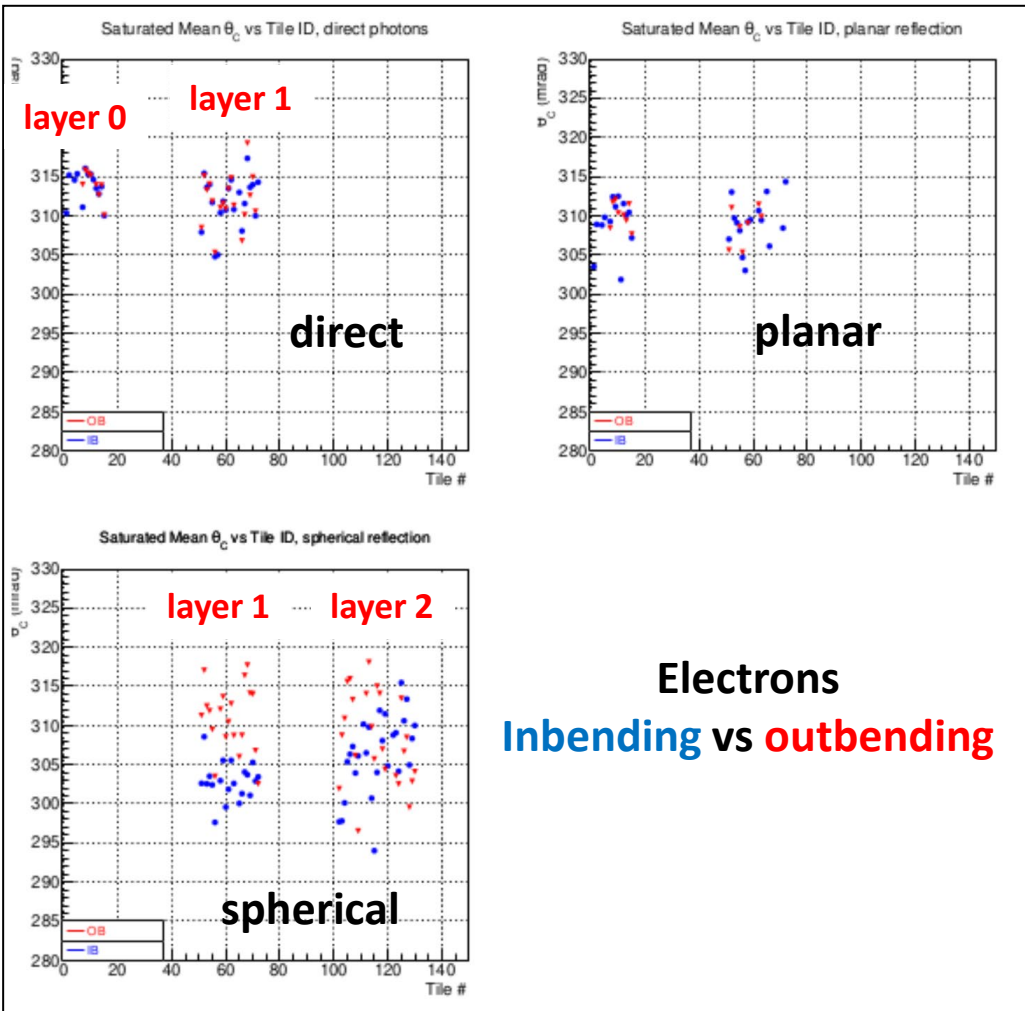 Saturated Mean θC vs Tile ID, direct photons
330
325
320
315
310
305
300
295
290
285
280
layer 0
layer 1
direct
OB
IB
0 20 40 60 80 100 120 140
Tile #
Saturated Mean θC vs Tile ID, planar reflection
θC (mrad)
330
325
320
315
310
305
300
295
290
285
280
planar
OB
IB
0 20 40 60 80 100 120 140
Tile #
Saturated Mean θC vs Tile ID, spherical reflection
330
325
320
315
310
305
300
295
290
285
280
layer 1
layer 2
spherical
OB
IB
0 20 40 60 80 100 120 140
Tile #
Electrons
Inbending vs outbending